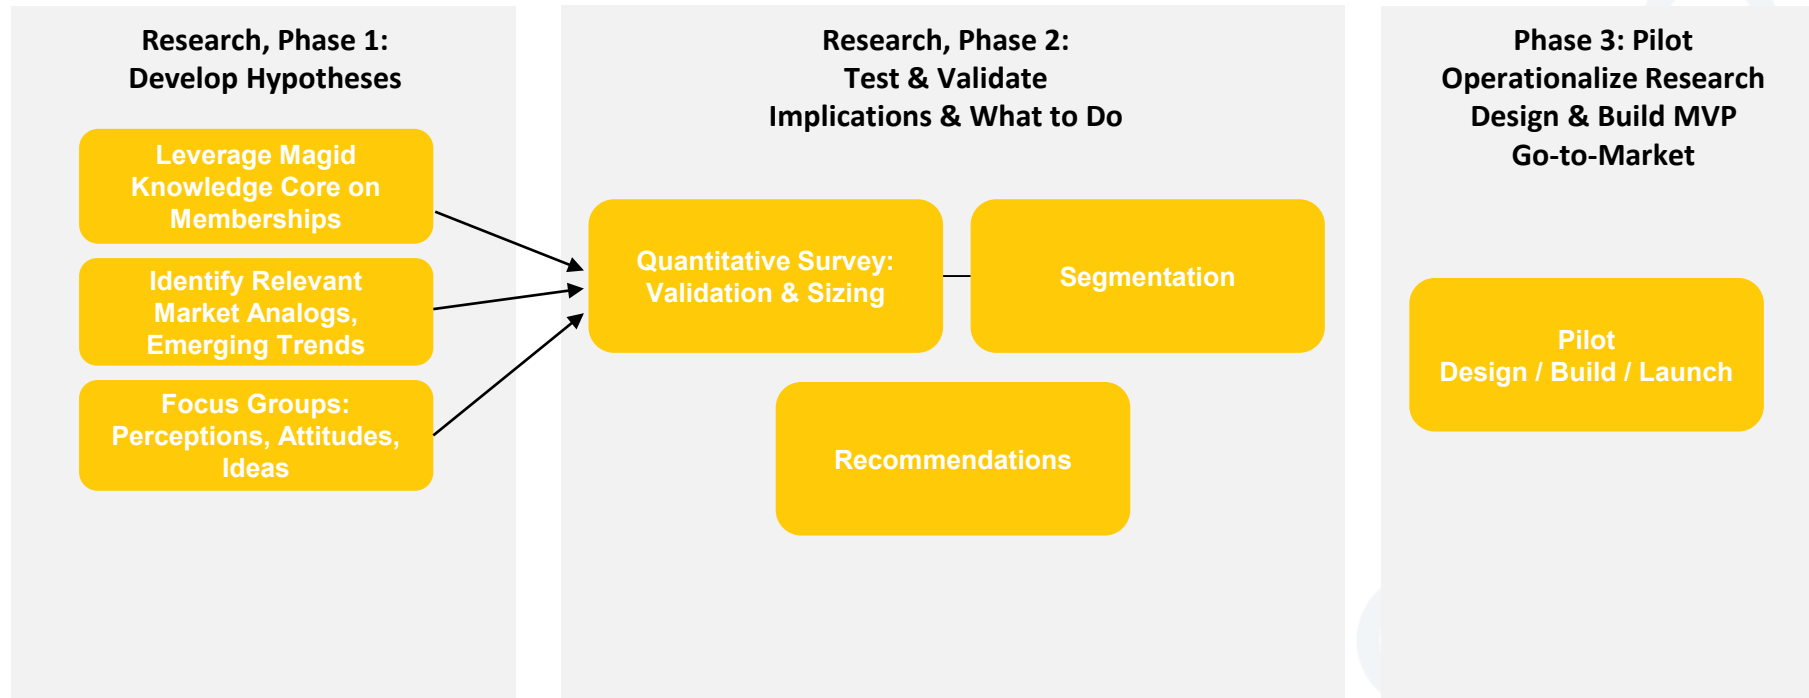 Research, Phase 1:
Develop Hypotheses
Leverage Magid
Knowledge Core on
Memberships
Identify Relevant
Market Analogs,
Emerging Trends
Focus Groups:
Perceptions, Attitudes,
Ideas
Research, Phase 2:
Test & Validate
Implications & What to Do
Quantitative Survey:
Validation & Sizing
Segmentation
Recommendations
Phase 3: Pilot
Operationalize Research
Design & Build MVP
Go-to-Market
Pilot
Design / Build / Launch